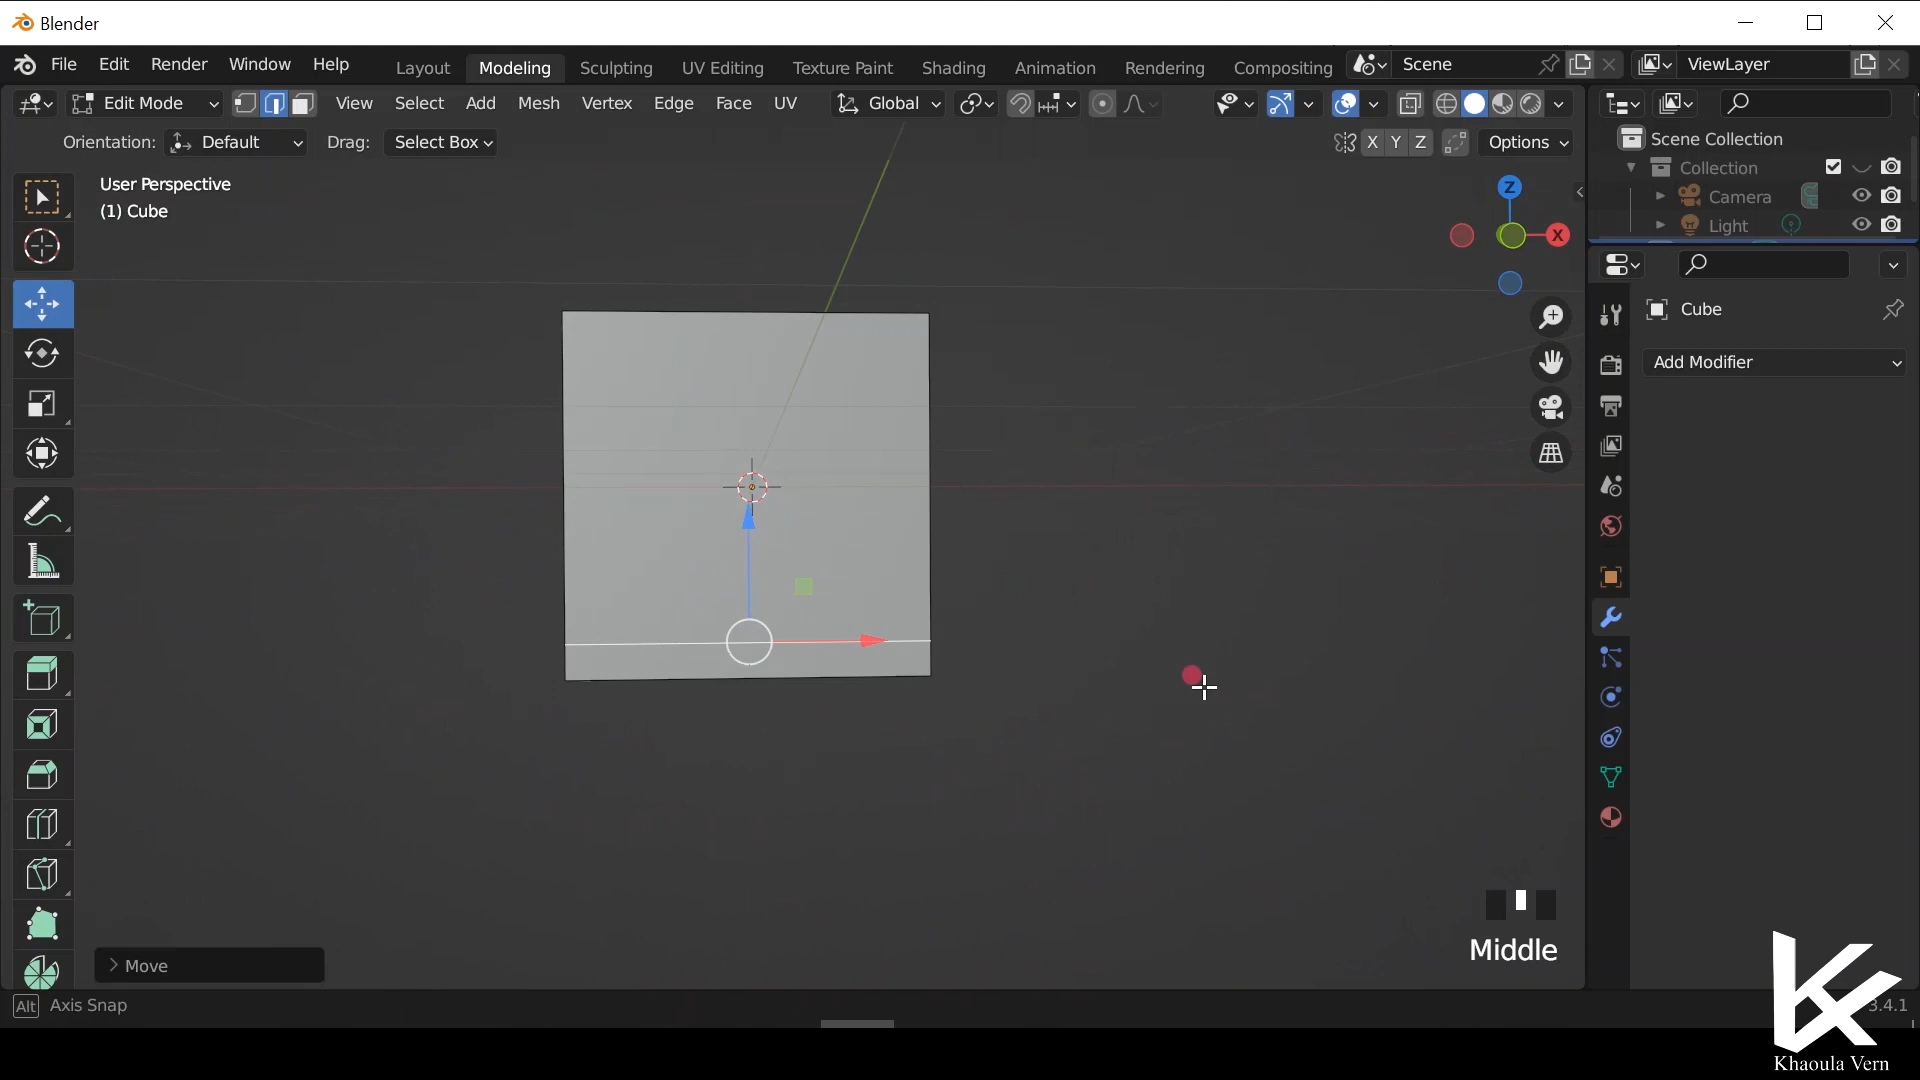 Blender
File Edit Render Window Help Layout Modeling Sculpting UV Editing Texture Paint Shading Animation Rendering Compositing Scene ViewLayer
Edit Mode View Select Add Mesh Vertex Edge Face UV Global
Orientation: Default Drag: Select Box X Y Z Options
Scene Collection
Collection
Camera
Light
User Perspective
(1) Cube
Z
X
Cube
Add Modifier
Middle
Move
Alt Axis Snap
3.4.1
Khaoula Vern